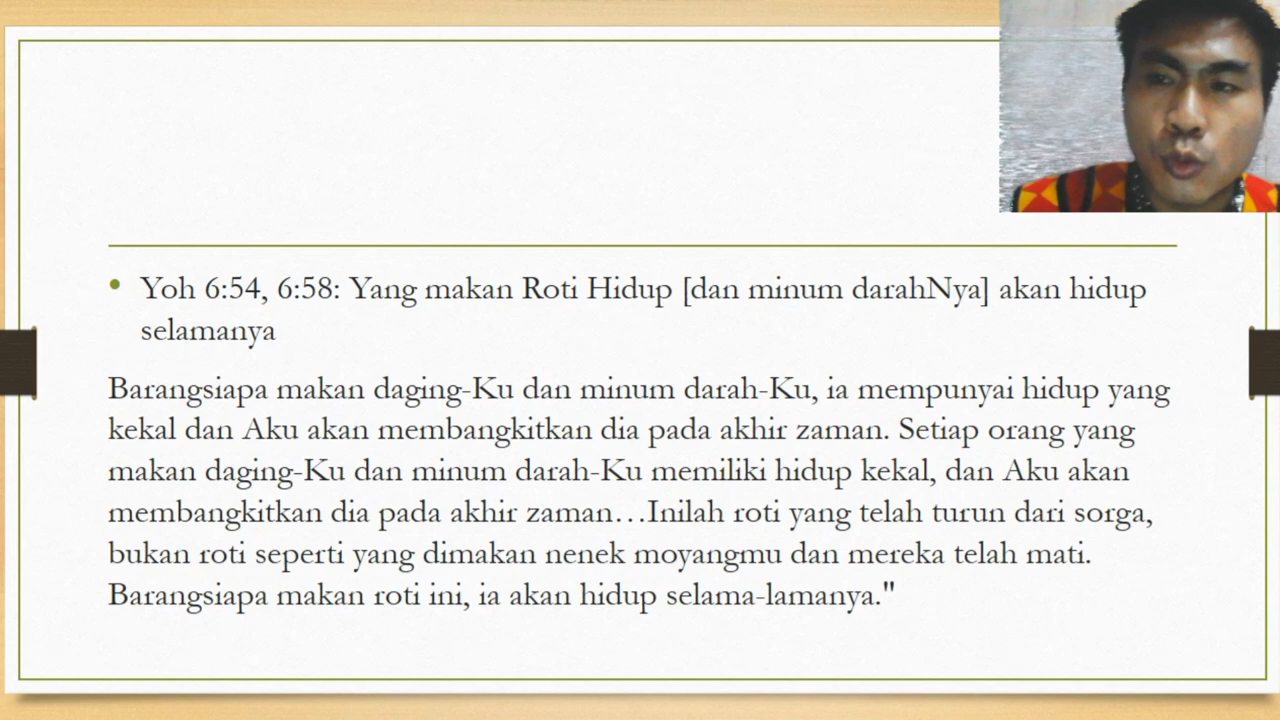 Yoh 6:54, 6:58: Yang makan Roti Hidup [dan minum darahNya] akan hidup
selamanya
Barangsiapa makan daging-Ku dan minum darah-Ku, ia mempunyai hidup yang
kekal dan Aku akan membangkitkan dia pada akhir zaman. Setiap orang yang
makan daging-Ku dan minum darah-Ku memiliki hidup kekal, dan Aku akan
membangkitkan dia pada akhir zaman…Inilah roti yang telah turun dari sorga,
bukan roti seperti yang dimakan nenek moyangmu dan mereka telah mati.
Barangsiapa makan roti ini, ia akan hidup selama-lamanya."